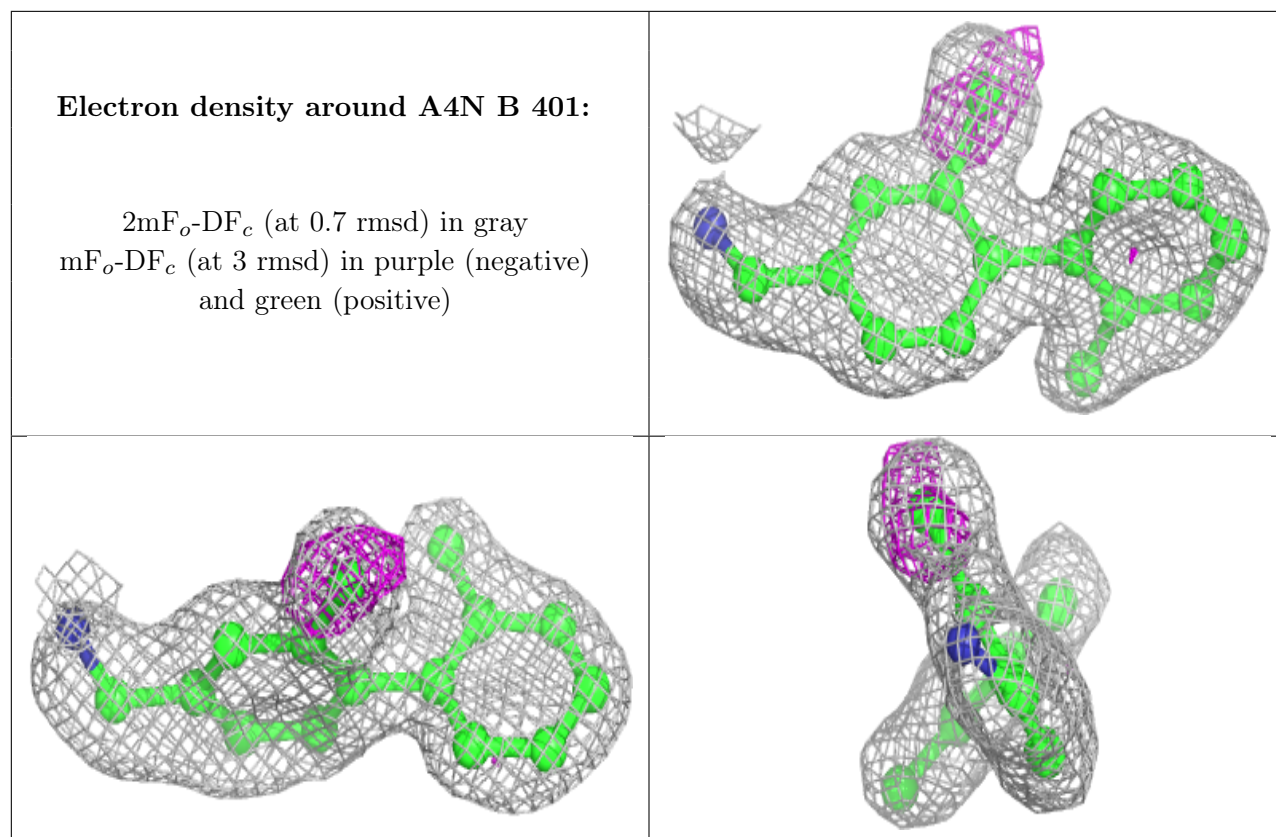 Electron density around A4N B 401:
2mFo-DFc (at 0.7 rmsd) in gray
mFo-DFc (at 3 rmsd) in purple (negative)
and green (positive)